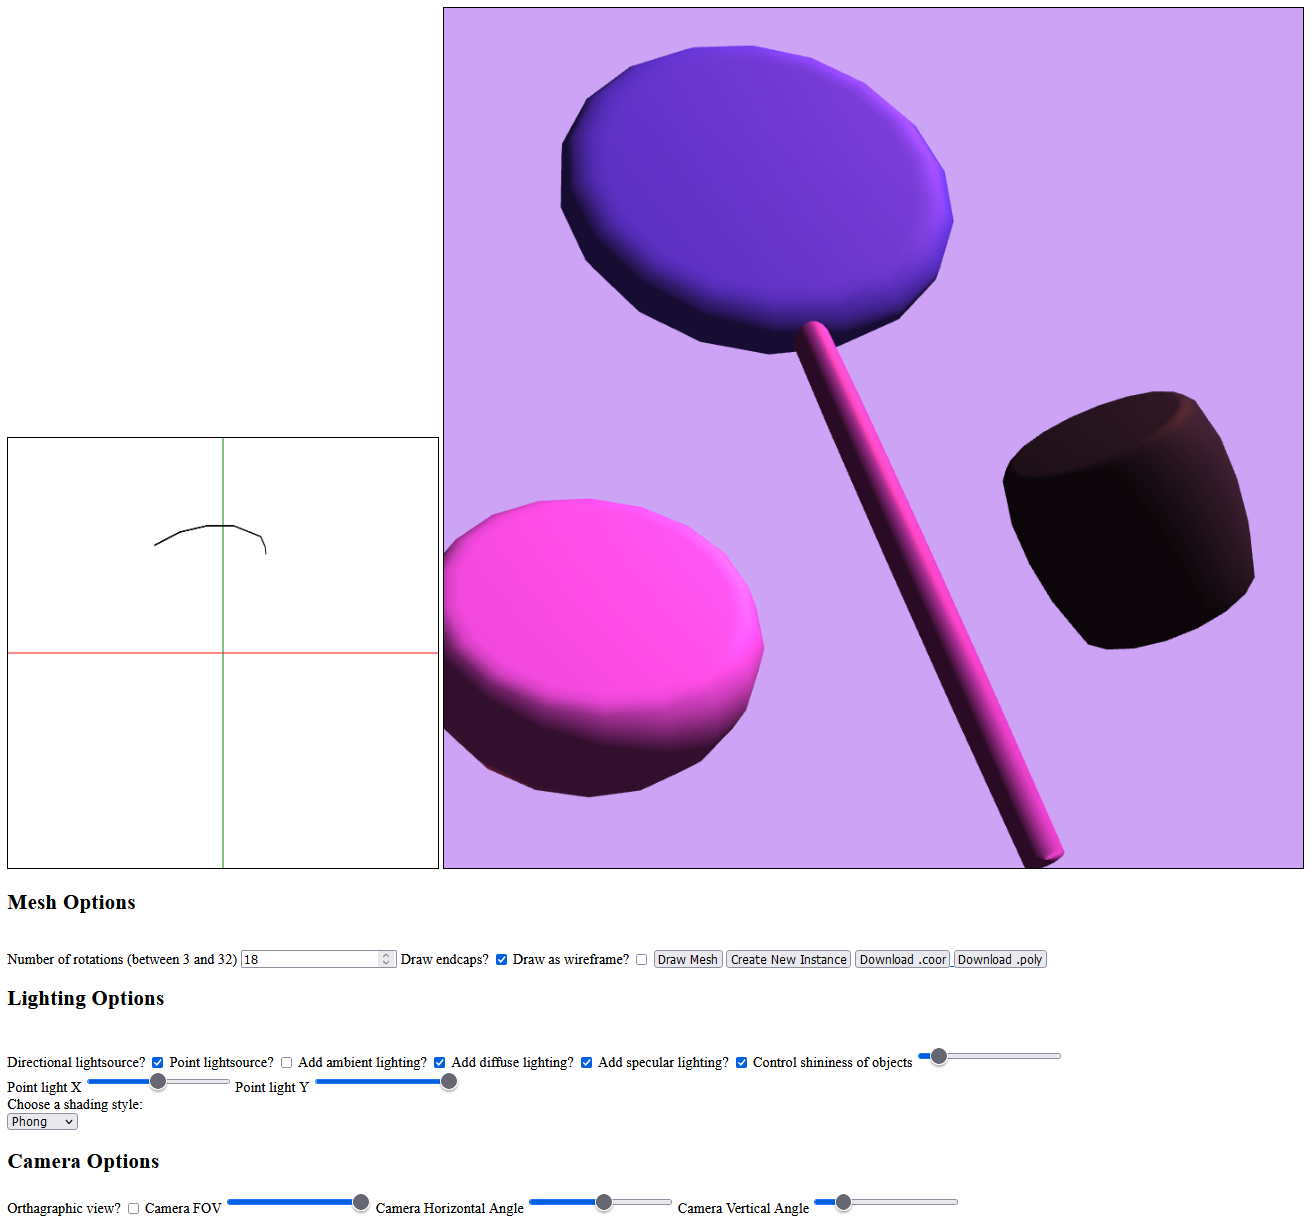 Mesh Options
Number of rotations (between 3 and 32) 18 Draw endcaps? Draw as wireframe? Draw Mesh Create New Instance Download .coor Download .poly
Lighting Options
Directional lightsource? Point lightsource? Add ambient lighting? Add diffuse lighting? Add specular lighting? Control shininess of objects
Point light X Point light Y
Choose a shading style:
Phong
Camera Options
Orthagraphic view? Camera FOV Camera Horizontal Angle Camera Vertical Angle